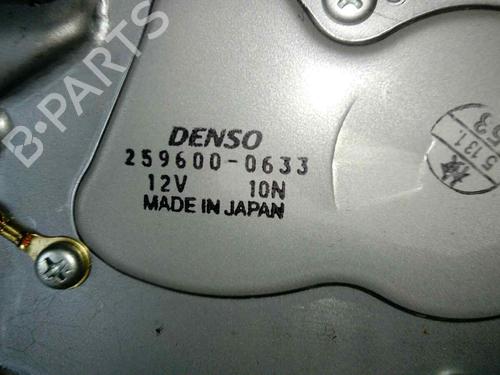 B-PARTS
DENSO
259600-0633
12V 10N
MADE IN JAPAN